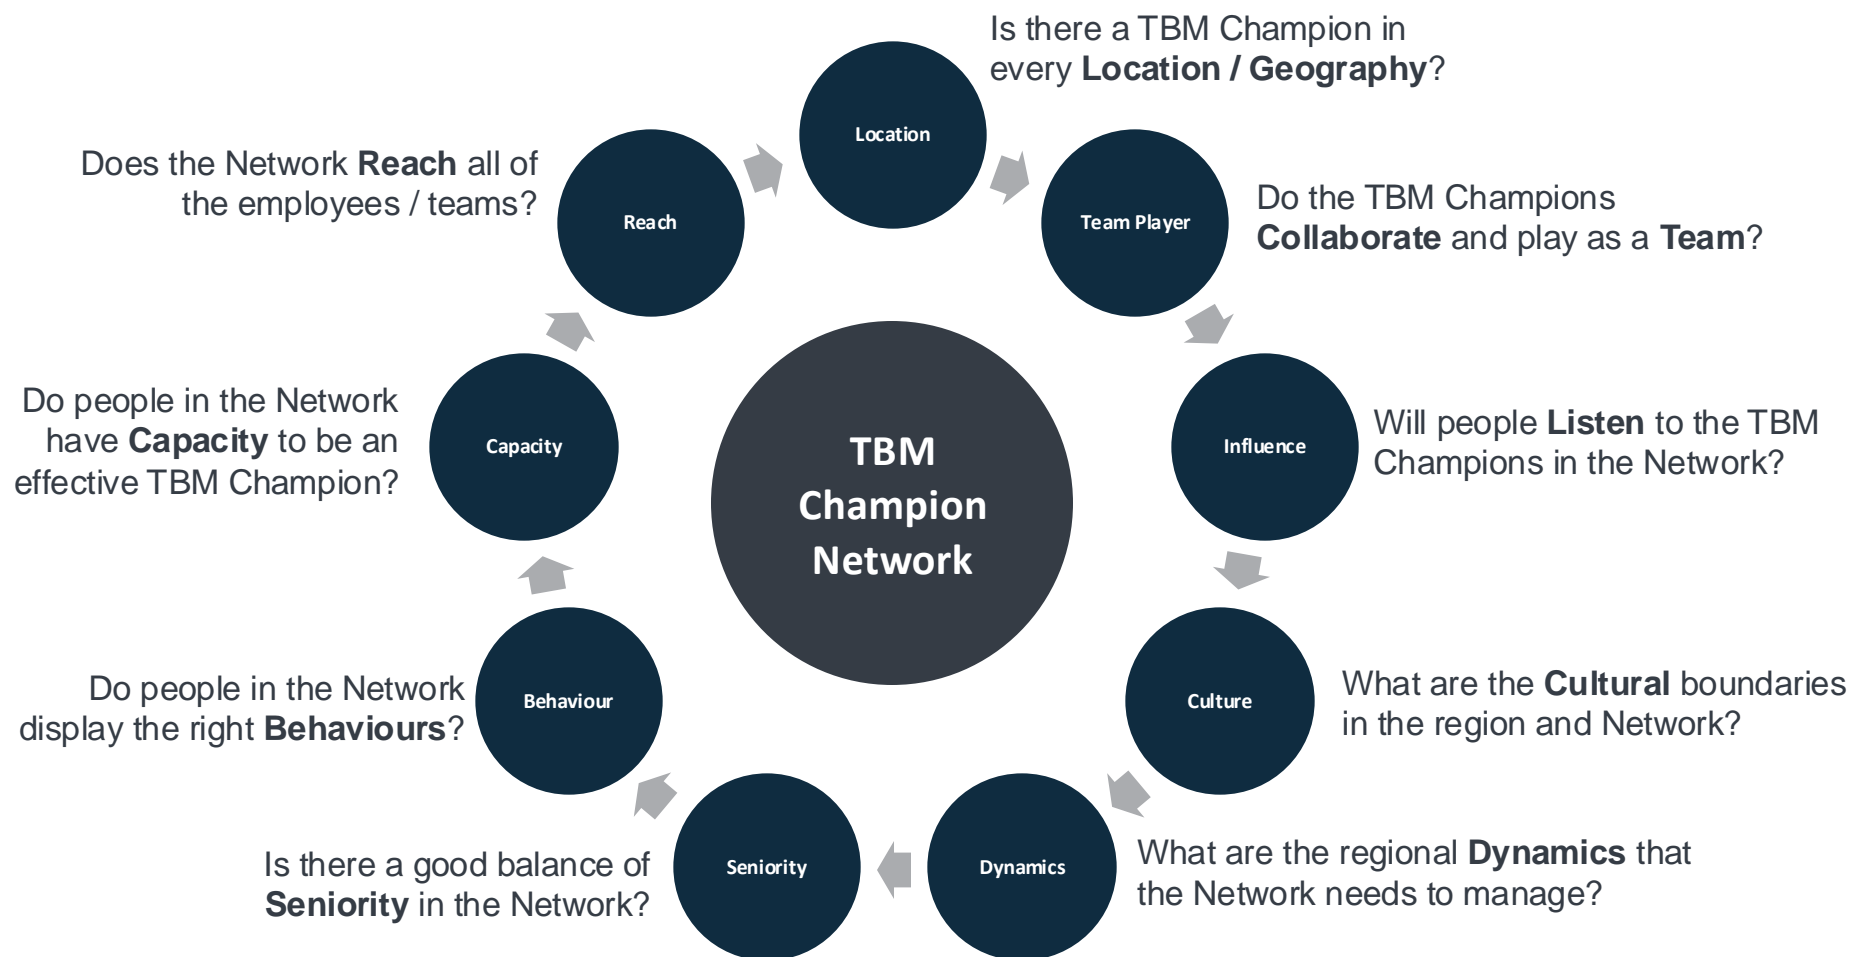 Is there a TBM Champion in
every Location / Geography?
Location
Does the Network Reach all of
the employees / teams?
Reach
Team Player
Do the TBM Champions
Collaborate and play as a Team?
Do people in the Network
have Capacity to be an
effective TBM Champion?
Capacity
TBM
Champion
Network
Influence
Will people Listen to the TBM
Champions in the Network?
Do people in the Network
display the right Behaviours?
Behaviour
Culture
What are the Cultural boundaries
in the region and Network?
Is there a good balance of
Seniority in the Network?
Seniority
Dynamics
What are the regional Dynamics that
the Network needs to manage?